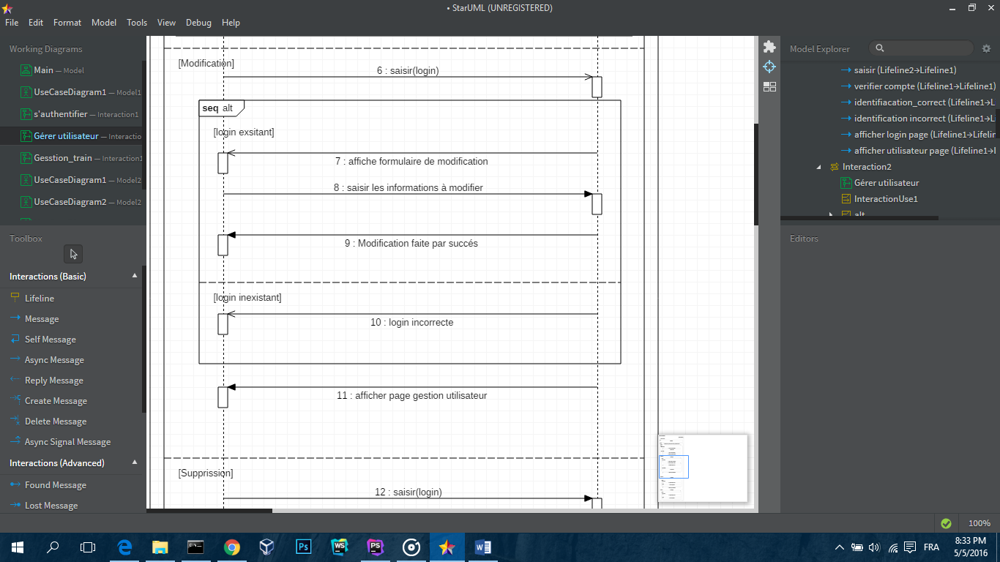 • StarUML (UNREGISTERED)
File Edit Format Model Tools View Debug Help
Working Diagrams
Main — Model
UseCaseDiagram1 — Model1
s'authentifier — Interaction1
Gérer utilisateur — Interactio
Gesstion_train — Interaction1
UseCaseDiagram1 — Model2
UseCaseDiagram2 — Model2
Toolbox
Interactions (Basic)
Lifeline
Message
Self Message
Async Message
Reply Message
Create Message
Delete Message
Async Signal Message
Interactions (Advanced)
Found Message
Lost Message
[Modification]
6 : saisir(login)
seq alt
[login exsitant]
7 : affiche formulaire de modification
8 : saisir les informations à modifier
9 : Modification faite par succés
[login inexistant]
10 : login incorrecte
11 : afficher page gestion utilisateur
[Supprission]
12 : saisir(login)
Model Explorer
saisir (Lifeline2→Lifeline1)
verifier compte (Lifeline1→Lifeline1)
identifiacation_correct (Lifeline1→L
identification incorrect (Lifeline1→Li
afficher login page (Lifeline1→Lifelin
afficher utilisateur page (Lifeline1→l
Interaction2
Gérer utilisateur
InteractionUse1
alt
Editors
100%
Ps
WS
PS
FRA
8:33 PM
5/5/2016